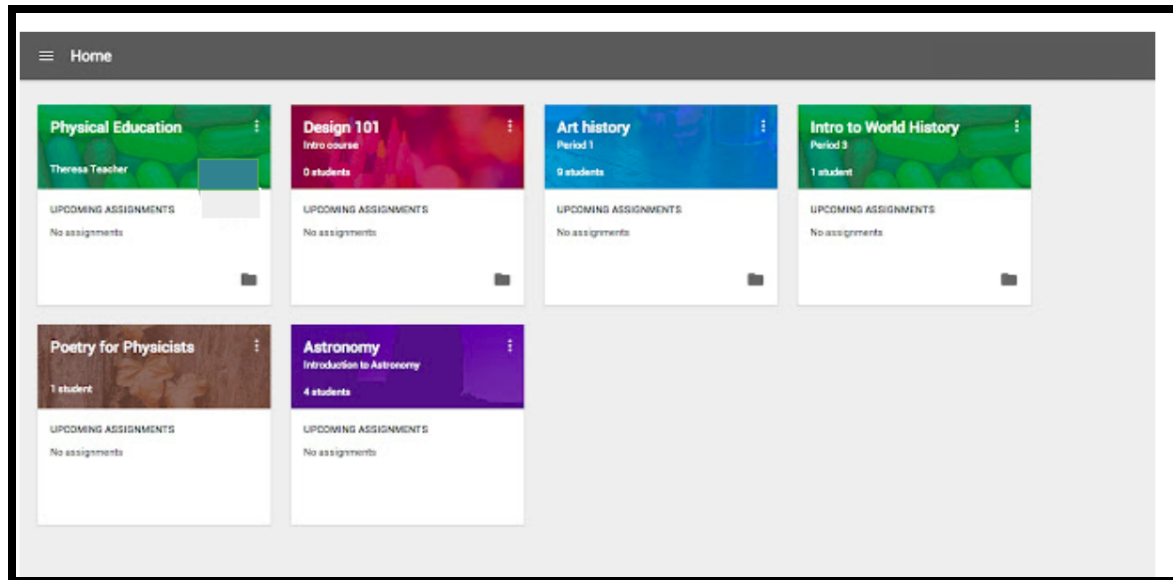 Home
Physical Education
Theresa Teacher
UPCOMING ASSIGNMENTS
No assignments
Design 101
Intro course
0 students
UPCOMING ASSIGNMENTS
No assignments
Art history
Period 1
9 students
UPCOMING ASSIGNMENTS
No assignments
Intro to World History
Period 3
1 student
UPCOMING ASSIGNMENTS
No assignments
Poetry for Physicists
1 student
UPCOMING ASSIGNMENTS
No assignments
Astronomy
Introduction to Astronomy
4 students
UPCOMING ASSIGNMENTS
No assignments